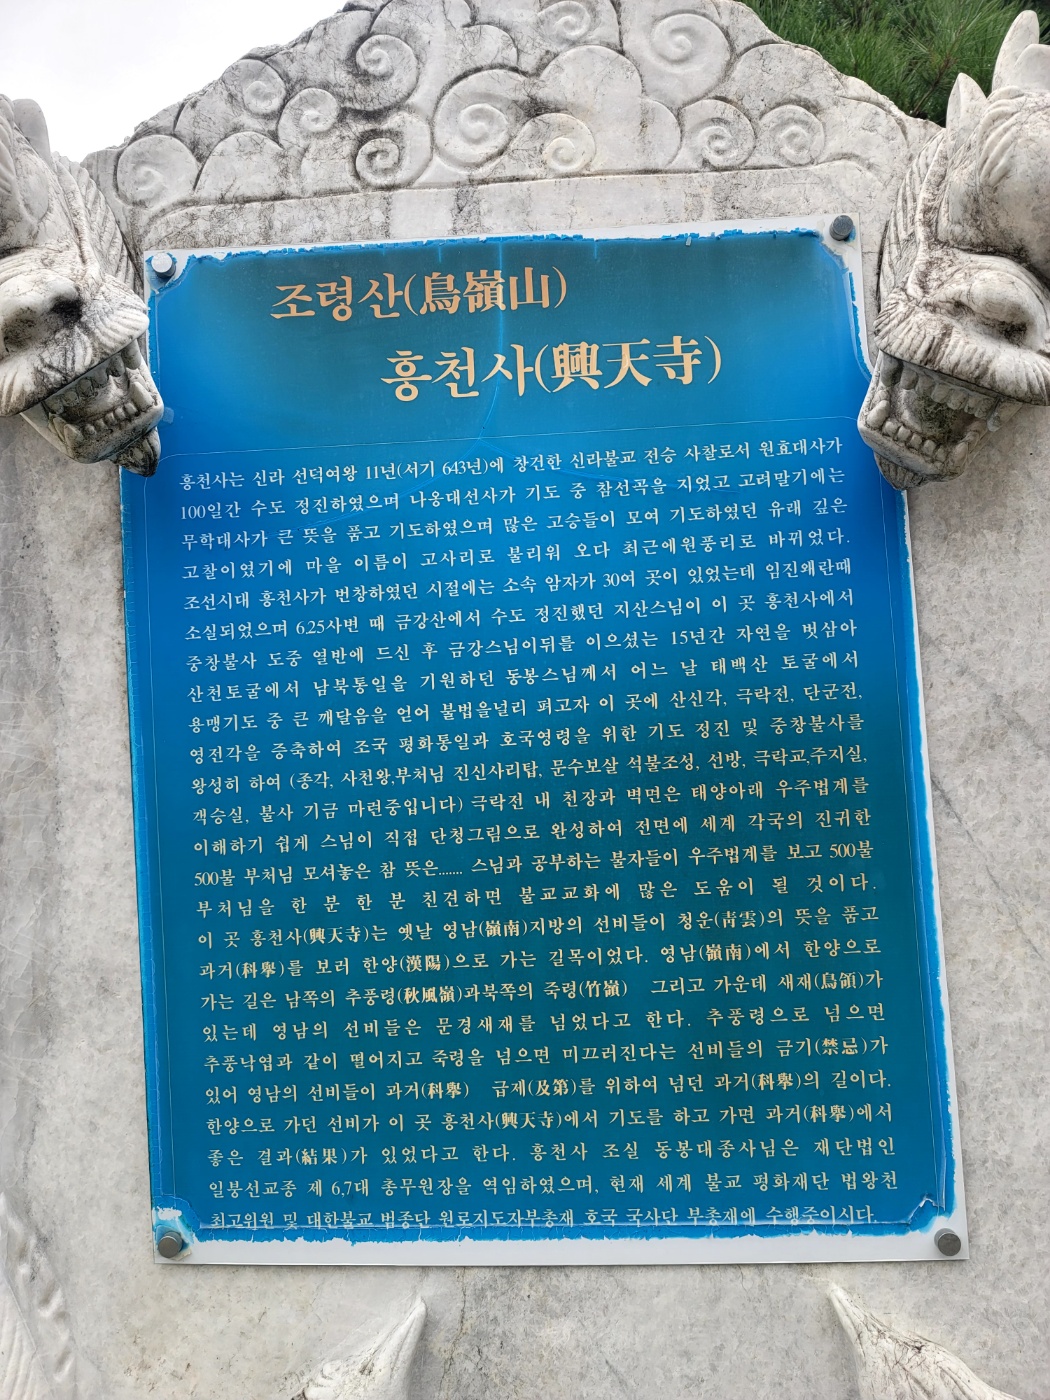 조령산(鳥嶺山)
흥천사(興天寺)
흥천사는 신라 선덕여왕 11년(서기 643년)에 창건한 신라불교 전승 사찰로서 원효대사가
100일간 수도 정진하였으며 나옹대선사가 기도 중 참선곡을 지었고 고려말기에는
무학대사가 큰 뜻을 품고 기도하였으며 많은 고승들이 모여 기도하였던 유래 깊은
고찰이였기에 마을 이름이 고사리로 불리워 오다 최근에원풍리로 바뀌었다.
조선시대 흥천사가 번창하였던 시절에는 소속 암자가 30여 곳이 있었는데 임진왜란때
소실되었으며 6.25사변 때 금강산에서 수도 정진했던 지산스님이 이 곳 흥천사에서
중창불사 도중 열반에 드신 후 금강스님이뒤를 이으셨는 15년간 자연을 벗삼아
산천토굴에서 남북통일을 기원하던 동봉스님께서 어느 날 태백산 토굴에서
용맹기도 중 큰 깨달음을 얻어 불법을널리 펴고자 이 곳에 산신각, 극락전, 단군전,
영전각을 증축하여 조국 평화통일과 호국영령을 위한 기도 정진 및 중창불사를
왕성히 하여 (종각, 사천왕,부처님 진신사리탑, 문수보살 석불조성, 선방, 극락교,주지실,
객승실, 불사 기금 마련중입니다) 극락전 내 천장과 벽면은 태양아래 우주법계를
이해하기 쉽게 스님이 직접 단청그림으로 완성하여 전면에 세계 각국의 진귀한
500불 부처님 모셔놓은 참 뜻은....... 스님과 공부하는 불자들이 우주법계를 보고 500불
부처님을 한 분 한 분 친견하면 불교교화에 많은 도움이 될 것이다.
이 곳 흥천사(興天寺)는 옛날 영남(嶺南)지방의 선비들이 청운(靑雲)의 뜻을 품고
과거(科擧)를 보러 한양(漢陽)으로 가는 길목이었다. 영남(嶺南)에서 한양으로
가는 길은 남쪽의 추풍령(秋風嶺)과북쪽의 죽령(竹嶺) 그리고 가운데 새재(鳥領)가
있는데 영남의 선비들은 문경새재를 넘었다고 한다. 추풍령으로 넘으면
추풍낙엽과 같이 떨어지고 죽령을 넘으면 미끄러진다는 선비들의 금기(禁忌)가
있어 영남의 선비들이 과거(科擧) 급제(及第)를 위하여 넘던 과거(科擧)의 길이다.
한양으로 가던 선비가 이 곳 흥천사(興天寺)에서 기도를 하고 가면 과거(科擧)에서
좋은 결과(結果)가 있었다고 한다. 흥천사 조실 동봉대종사님은 재단법인
일붕선교종 제 6,7대 총무원장을 역임하였으며, 현재 세계 불교 평화재단 법왕천
최고위원 및 대한불교 법종단 원로지도자부총재 호국 국사단 부총재에 수행중이시다.